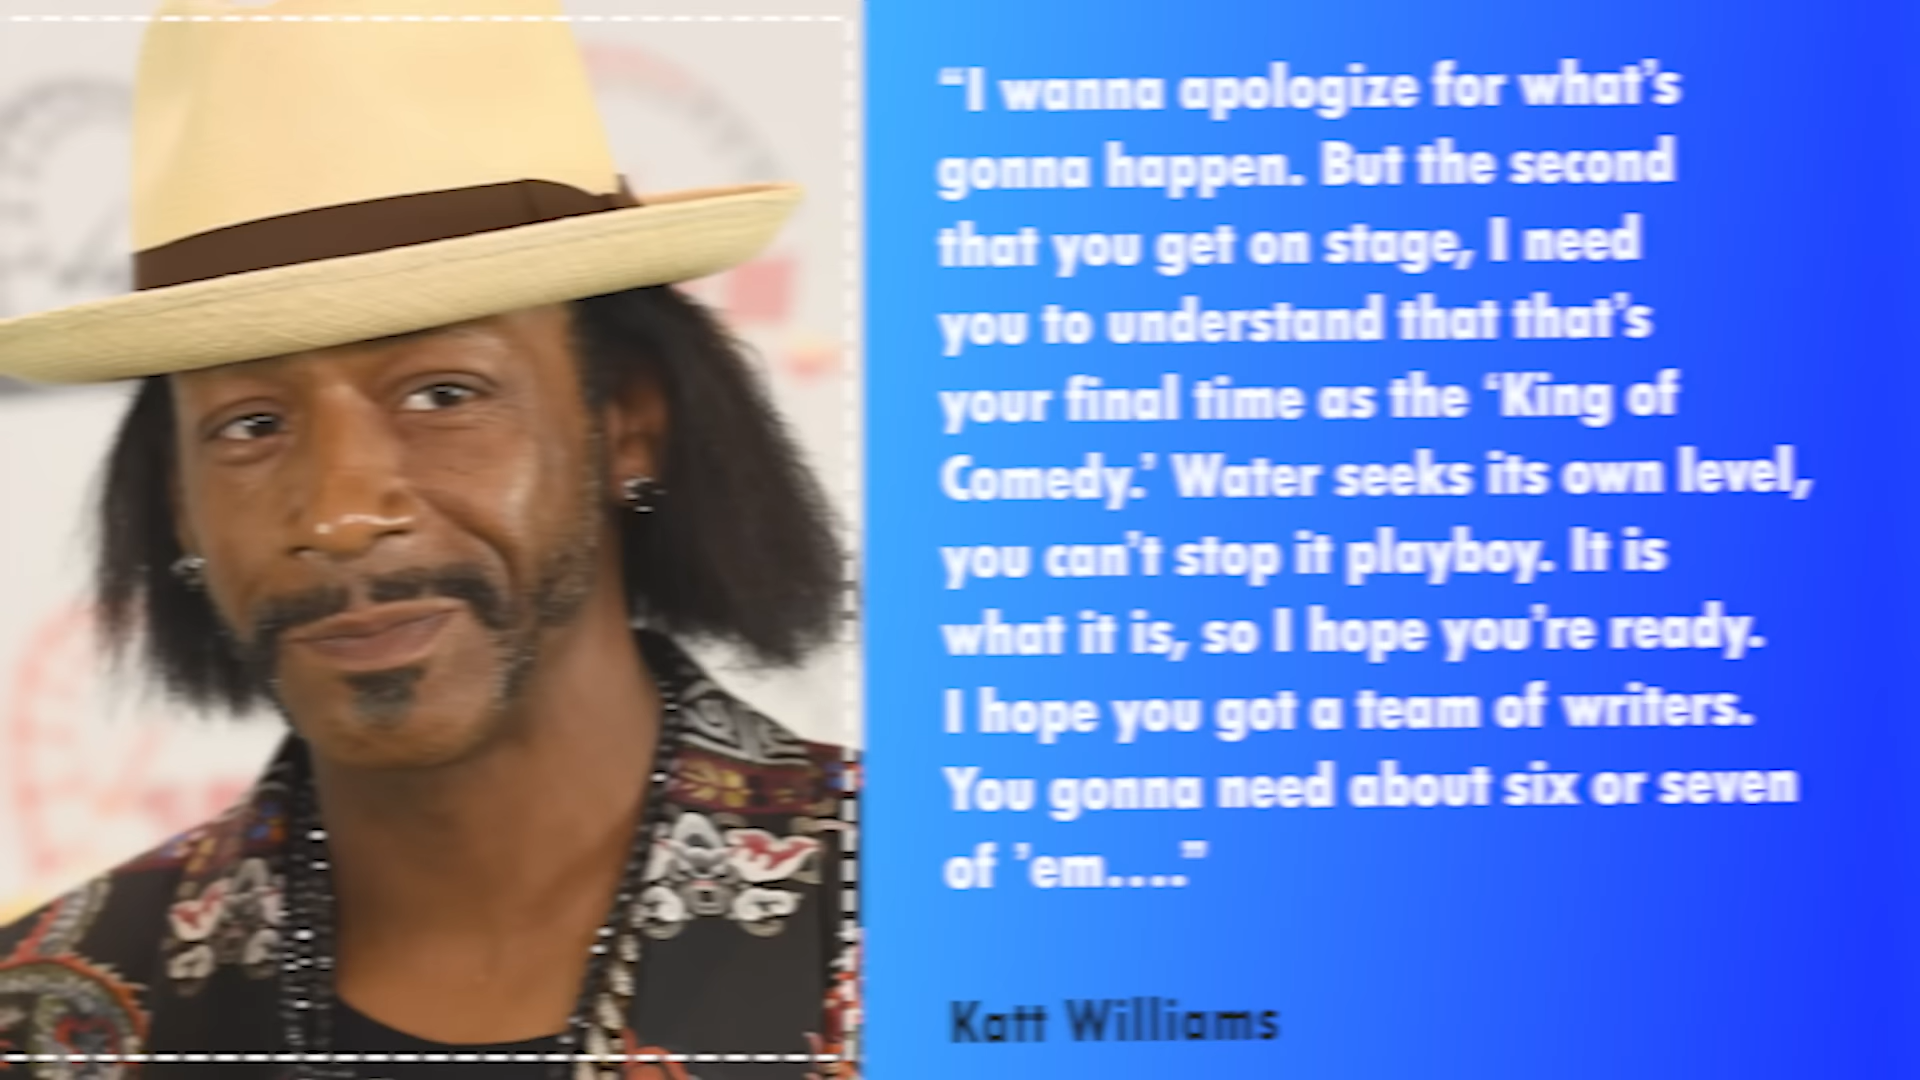 “I wanna apologize for what’s
gonna happen. But the second
that you get on stage, I need
you to understand that that’s
your final time as the ‘King of
Comedy.’ Water seeks its own level,
you can’t stop it playboy. It is
what it is, so I hope you’re ready.
I hope you got a team of writers.
You gonna need about six or seven
of ’em....”
Katt Williams